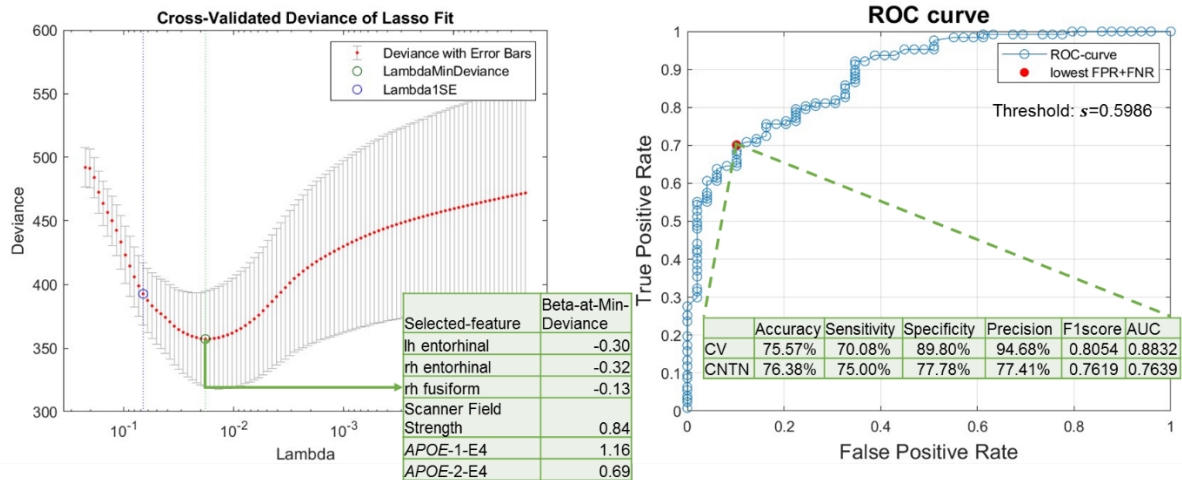 Cross-Validated Deviance of Lasso Fit
600
550
500
450
400
350
300
Deviance
Deviance with Error Bars
LambdaMinDeviance
Lambda1SE
10-1
10-2
10-3
Lambda
Selected-feature Beta-at-Min-Deviance
lh entorhinal -0.30
rh entorhinal -0.32
rh fusiform -0.13
Scanner Field Strength 0.84
APOE-1-E4 1.16
APOE-2-E4 0.69
ROC curve
1
0.9
0.8
0.7
0.6
0.5
0.4
0.3
0.2
0.1
0
True Positive Rate
ROC-curve
lowest FPR+FNR
Threshold: s=0.5986
Accuracy Sensitivity Specificity Precision F1score AUC
CV 75.57% 70.08% 89.80% 94.68% 0.8054 0.8832
CNTN 76.38% 75.00% 77.78% 77.41% 0.7619 0.7639
0 0.2 0.4 0.6 0.8 1
False Positive Rate